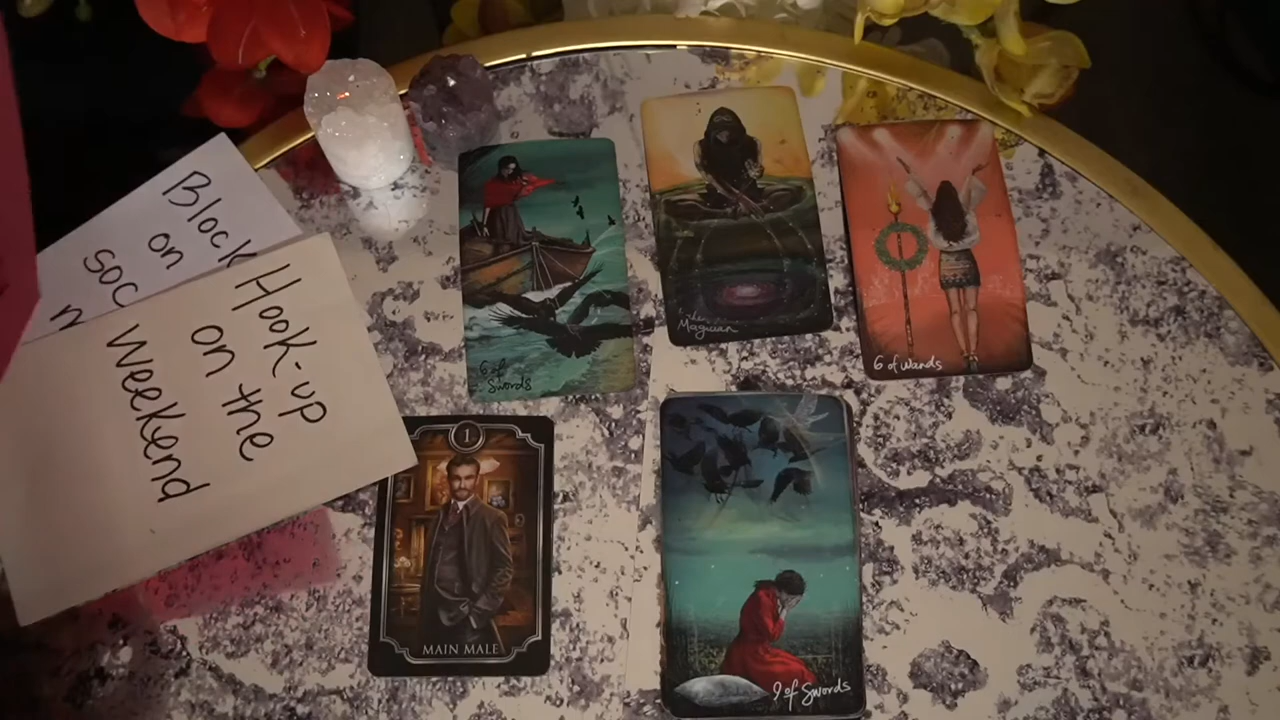 Block
on
soc
m
Hook-up
on the
Weekend
6 of
Swords
the
Magician
6 of wands
I
MAIN MALE
9 of Swords